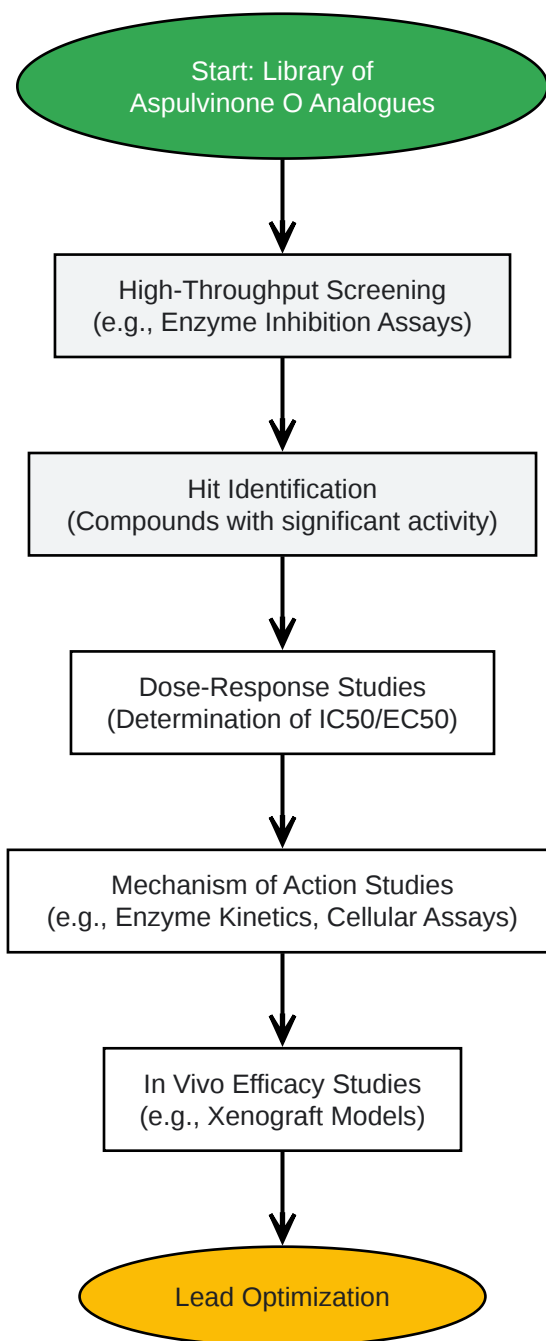 Start: Library of
Aspulvinone O Analogues
High-Throughput Screening
(e.g., Enzyme Inhibition Assays)
Hit Identification
(Compounds with significant activity)
Dose-Response Studies
(Determination of IC50/EC50)
Mechanism of Action Studies
(e.g., Enzyme Kinetics, Cellular Assays)
In Vivo Efficacy Studies
(e.g., Xenograft Models)
Lead Optimization